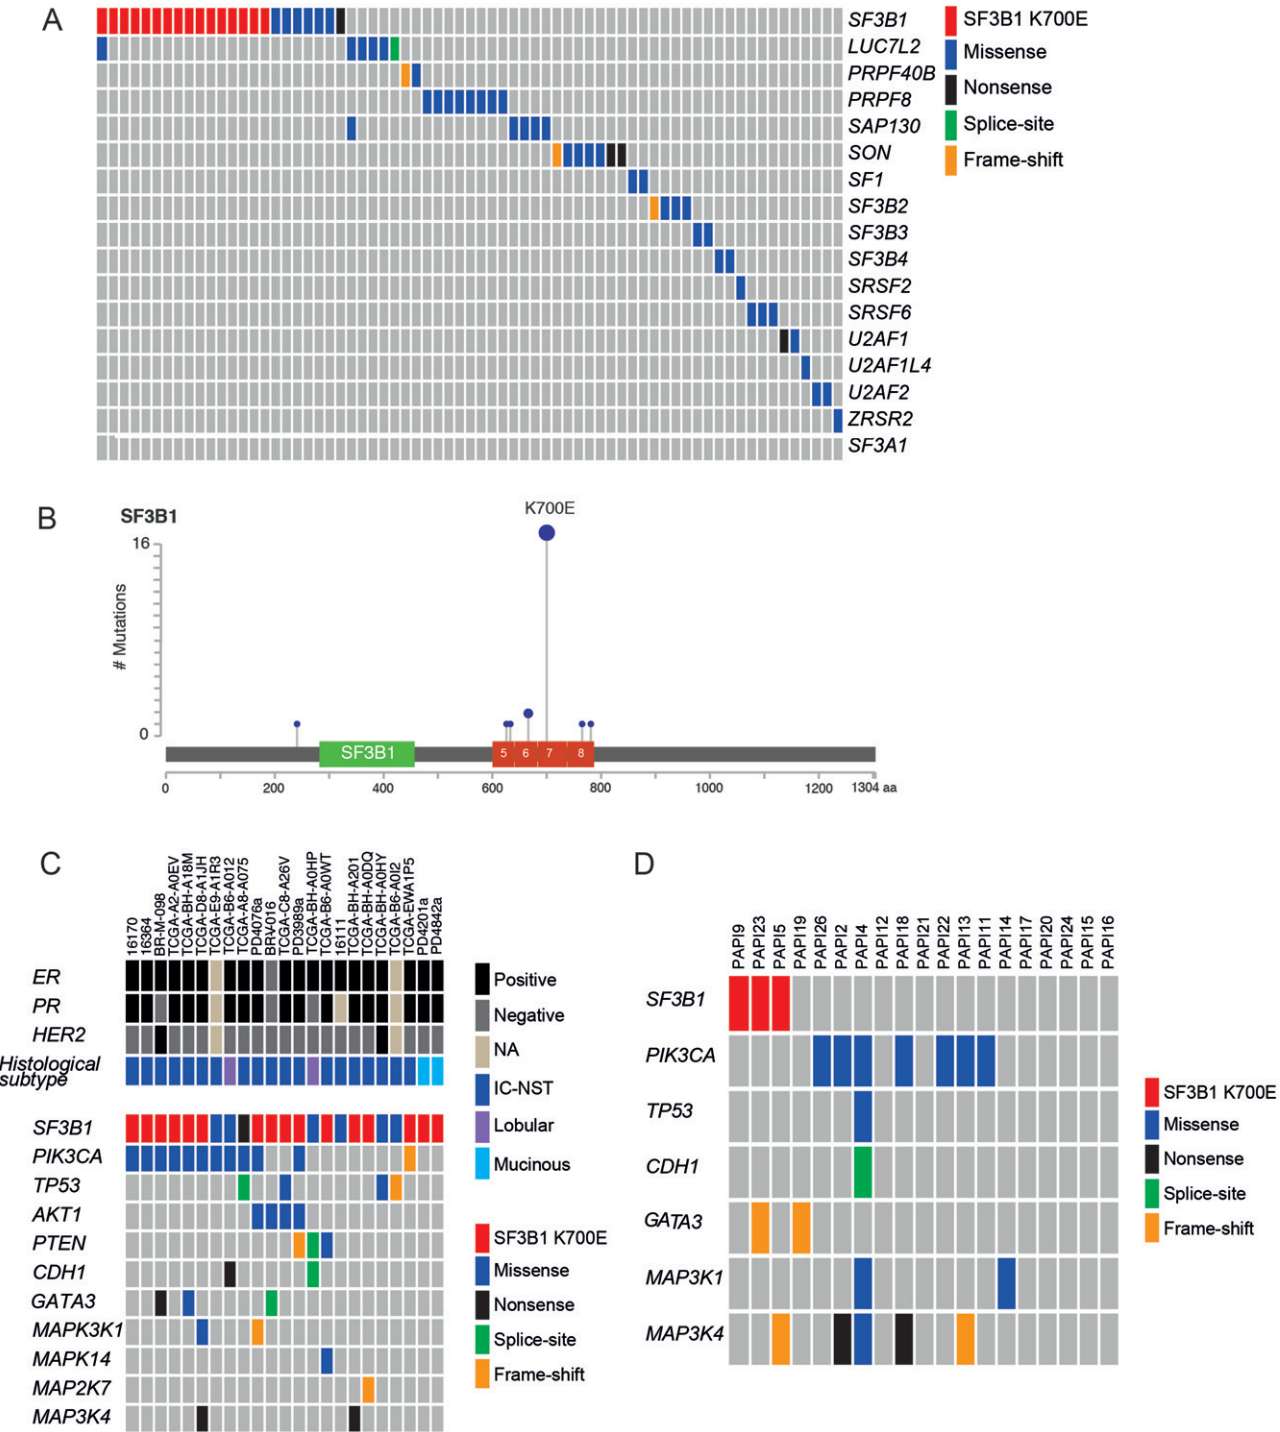 A
SF3B1
LUC7L2
PRPF40B
PRPF8
SAP130
SON
SF1
SF3B2
SF3B3
SF3B4
SRSF2
SRSF6
U2AF1
U2AF1L4
U2AF2
ZRSR2
SF3A1
SF3B1 K700E
Missense
Nonsense
Splice-site
Frame-shift
B
SF3B1
K700E
16
# Mutations
0
SF3B1
5 6 7 8
0 200 400 600 800 1000 1200 1304 aa
C
16170
16364
BR-M-098
TCGA-A2-A0EV
TCGA-BH-A18M
TCGA-D8-A1JH
TCGA-E9-A1R3
TCGA-B6-A012
TCGA-A8-A075
PD4076a
BRV-016
TCGA-C8-A26V
PD3989a
TCGA-BH-A0HP
TCGA-B6-A0WT
16111
TCGA-BH-A201
TCGA-BH-A0DQ
TCGA-BH-A0HY
TCGA-B6-A0I2
TCGA-EWA1P5
PD4201a
PD4842a
ER
PR
HER2
Histological
subtype
Positive
Negative
NA
IC-NST
Lobular
Mucinous
SF3B1
PIK3CA
TP53
AKT1
PTEN
CDH1
GATA3
MAPK3K1
MAPK14
MAP2K7
MAP3K4
SF3B1 K700E
Missense
Nonsense
Splice-site
Frame-shift
D
PAPI9
PAPI23
PAPI5
PAPI19
PAPI26
PAPI2
PAPI4
PAPI12
PAPI18
PAPI21
PAPI22
PAPI13
PAPI11
PAPI14
PAPI17
PAPI20
PAPI24
PAPI15
PAPI16
SF3B1
PIK3CA
TP53
CDH1
GATA3
MAP3K1
MAP3K4
SF3B1 K700E
Missense
Nonsense
Splice-site
Frame-shift